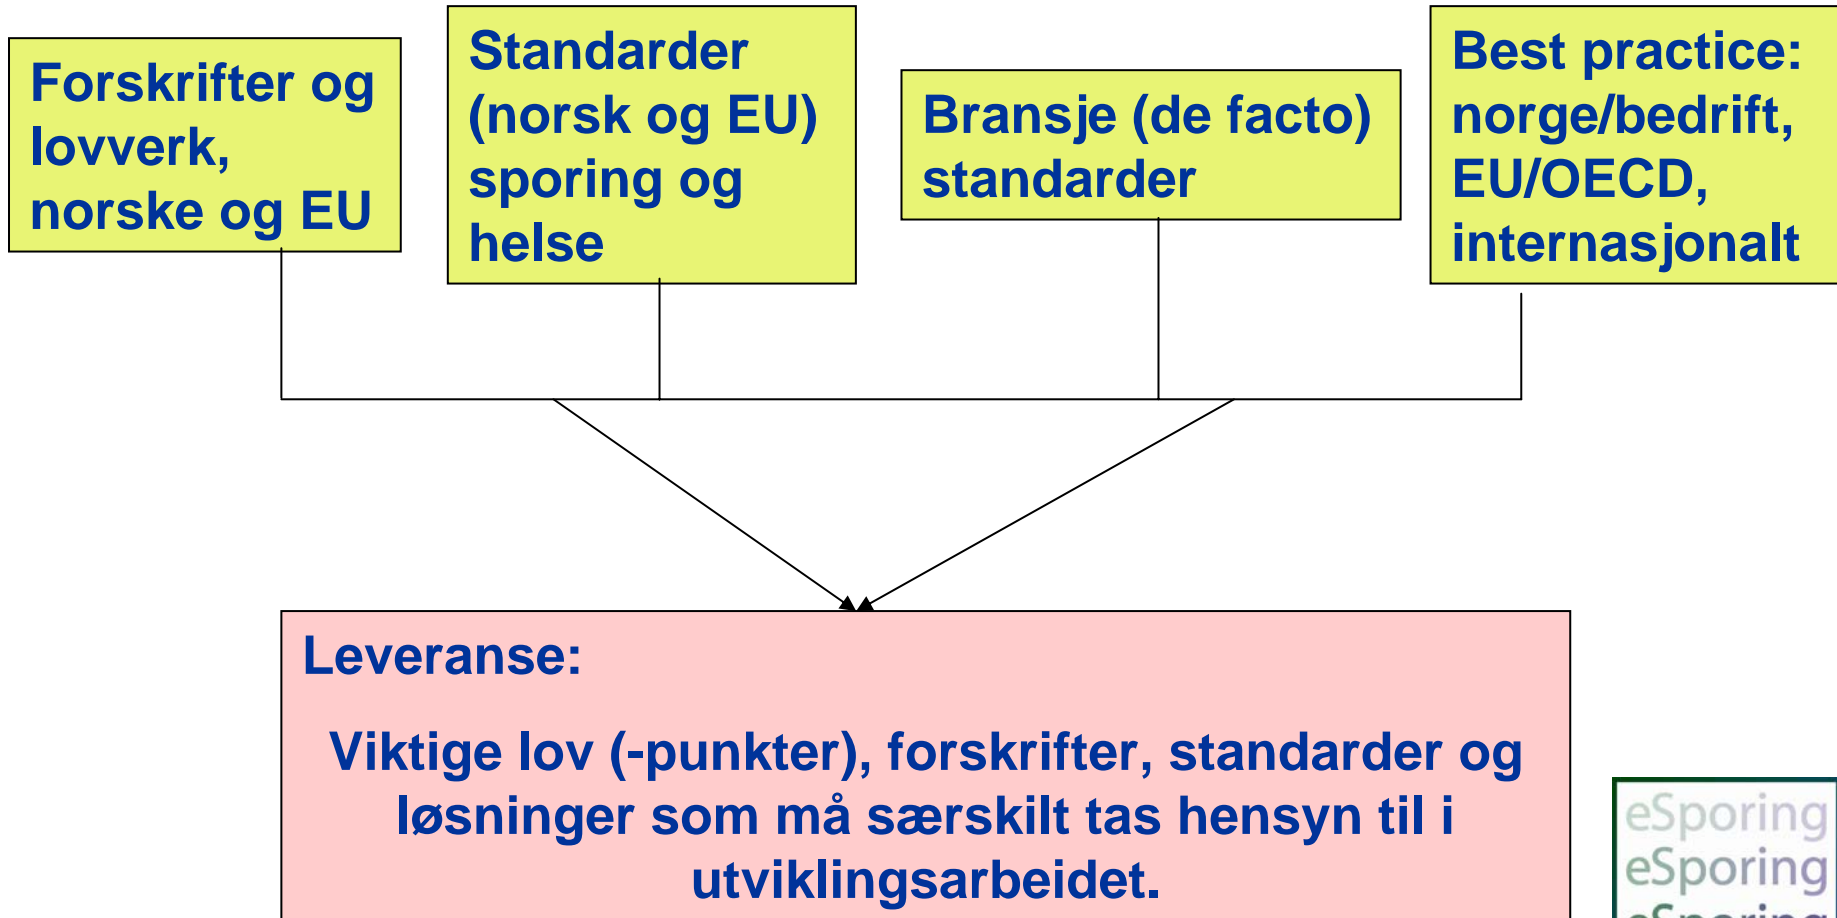 Forskrifter og
lovverk,
norske og EU
Standarder
(norsk og EU)
sporing og
helse
Bransje (de facto)
standarder
Best practice:
norge/bedrift,
EU/OECD,
internasjonalt
Leveranse:
Viktige lov (-punkter), forskrifter, standarder og
løsninger som må særskilt tas hensyn til i
utviklingsarbeidet.
eSporing
eSporing
eSporing